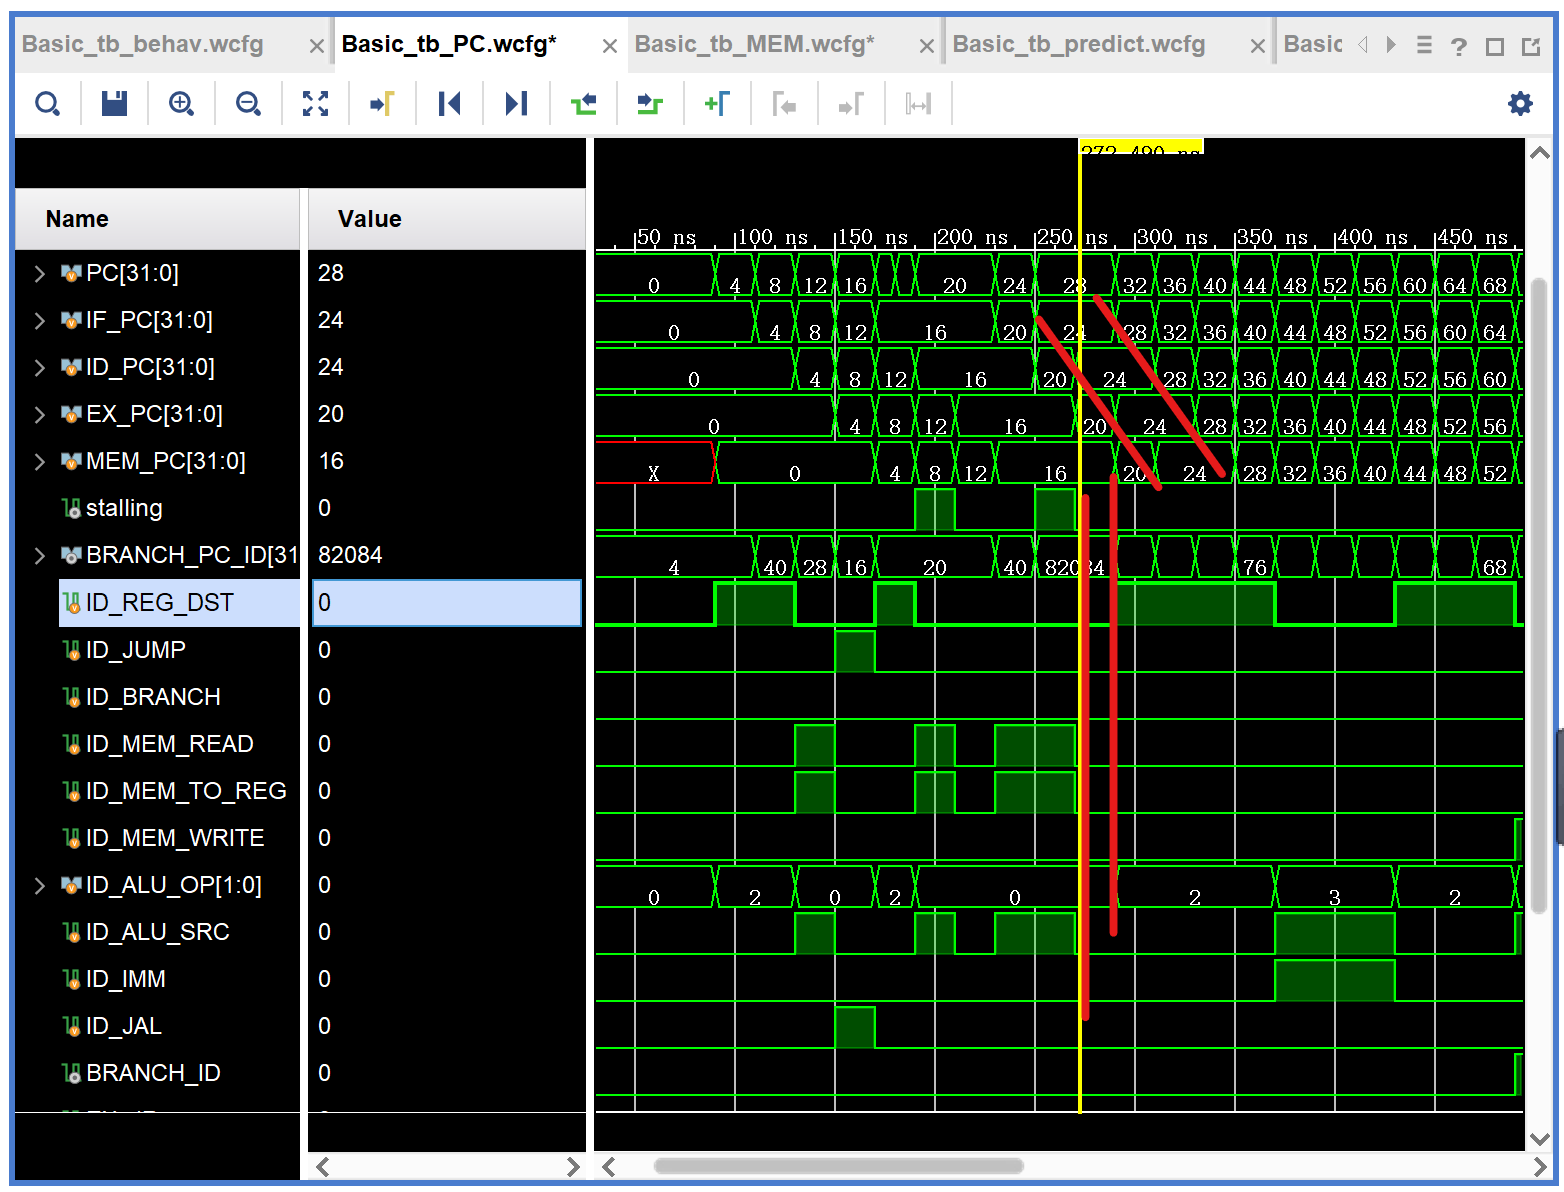 Basic_tb_behav.wcfg Basic_tb_PC.wcfg* Basic_tb_MEM.wcfg* Basic_tb_predict.wcfg Basic
272.490 ns
Name Value
50 ns 100 ns 150 ns 200 ns 250 300 ns 350 ns 400 ns 450 ns
PC[31:0] 28 0 4 8 12 16 20 24 28 32 36 40 44 48 52 56 60 64 68
IF_PC[31:0] 24 0 4 8 12 16 20 24 28 32 36 40 44 48 52 56 60 64
ID_PC[31:0] 24 0 4 8 12 16 20 24 28 32 36 40 44 48 52 56 60
EX_PC[31:0] 20 0 4 8 12 16 20 24 28 32 36 40 44 48 52 56
MEM_PC[31:0] 16 X 0 4 8 12 16 20 24 28 32 36 40 44 48 52
stalling 0
BRANCH_PC_ID[31 82084 4 40 28 16 20 40 82084 76 68
ID_REG_DST 0
ID_JUMP 0
ID_BRANCH 0
ID_MEM_READ 0
ID_MEM_TO_REG 0
ID_MEM_WRITE 0
ID_ALU_OP[1:0] 0 0 2 0 2 0 2 3 2
ID_ALU_SRC 0
ID_IMM 0
ID_JAL 0
BRANCH_ID 0